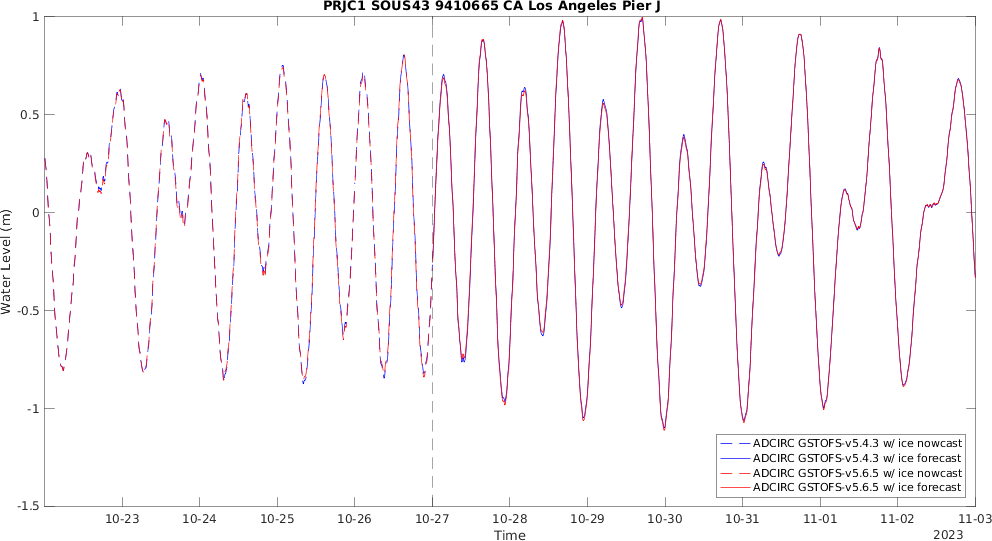 PRJC1 SOUS43 9410665 CA Los Angeles Pier J
1
0.5
0
-0.5
-1
-1.5
Water Level (m)
ADCIRC GSTOFS-v5.4.3 w/ ice nowcast
ADCIRC GSTOFS-v5.4.3 w/ ice forecast
ADCIRC GSTOFS-v5.6.5 w/ ice nowcast
ADCIRC GSTOFS-v5.6.5 w/ ice forecast
10-23 10-24 10-25 10-26 10-27 10-28 10-29 10-30 10-31 11-01 11-02 11-03
Time
2023